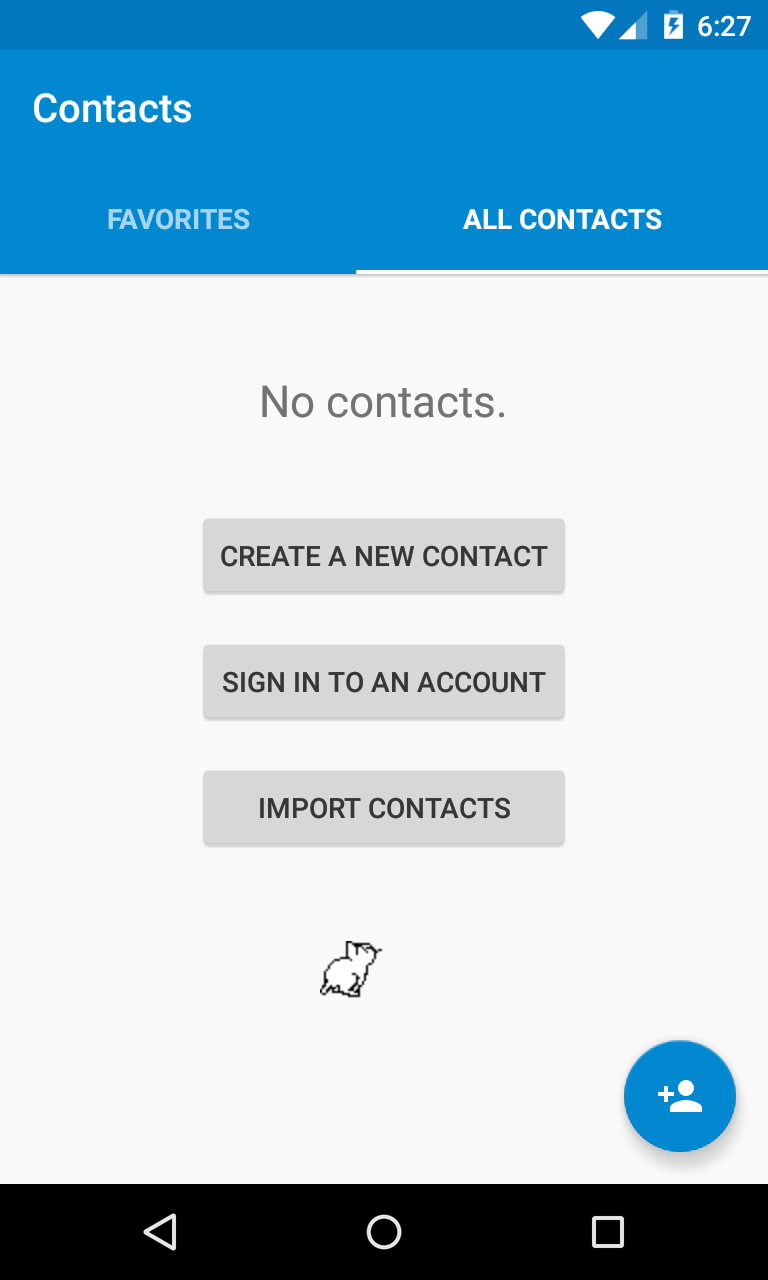 6:27
Contacts
FAVORITES
ALL CONTACTS
No contacts.
CREATE A NEW CONTACT
SIGN IN TO AN ACCOUNT
IMPORT CONTACTS